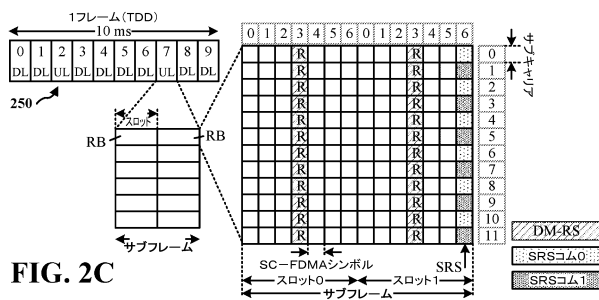 1フレーム(TDD)
10 ms
0 1 2 3 4 5 6 7 8 9
DL DL UL DL DL DL DL UL DL DL
250
スロット
RB
RB
サブフレーム
0 1 2 3 4 5 6 0 1 2 3 4 5 6
R R 0
R R 1
R R 2
R R 3
R R 4
R R 5
R R 6
R R 7
R R 8
R R 9
R R 10
R R 11
サブキャリア
SC-FDMAシンボル
SRS
スロット0
スロット1
サブフレーム
DM-RS
SRSコム0
SRSコム1
FIG. 2C